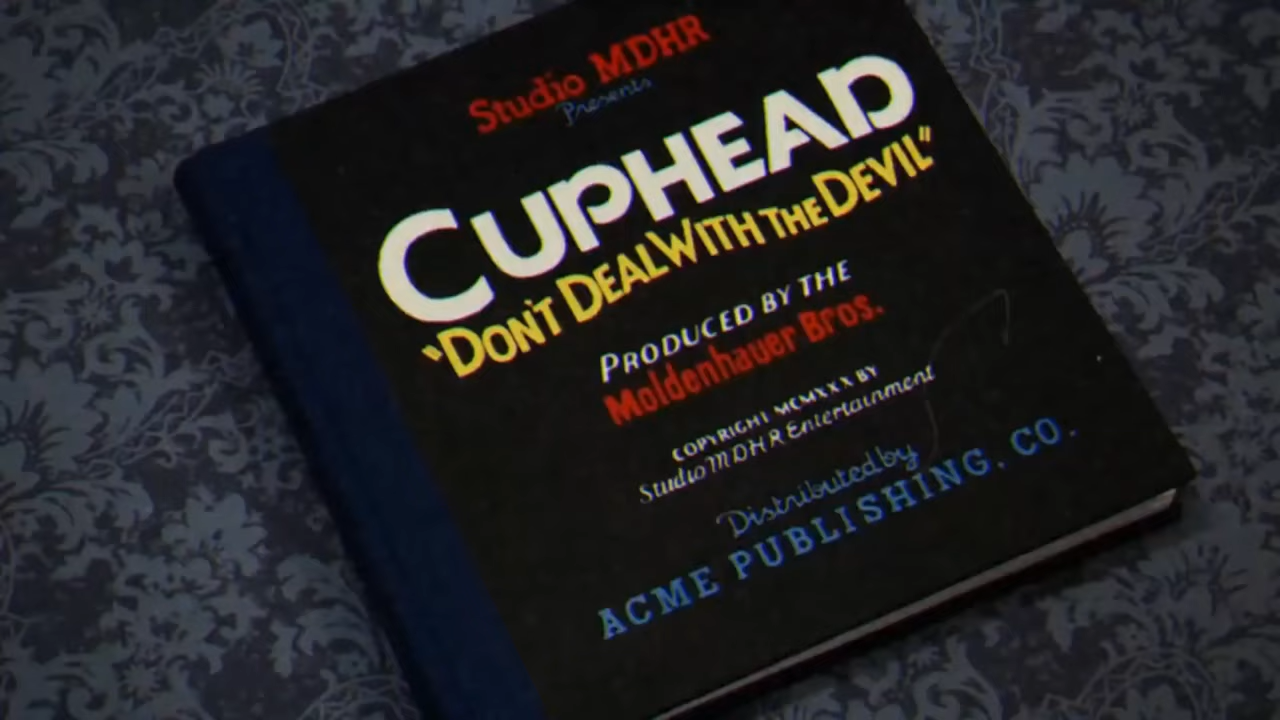 Studio MDHR
Presents
CUPHEAD
"DON'T DEAL WITH THE DEVIL"
PRODUCED BY THE
Moldenhauer Bros.
COPYRIGHT MCMXXX BY
Studio MDHR Entertainment
Distributed by
ACME PUBLISHING. CO.